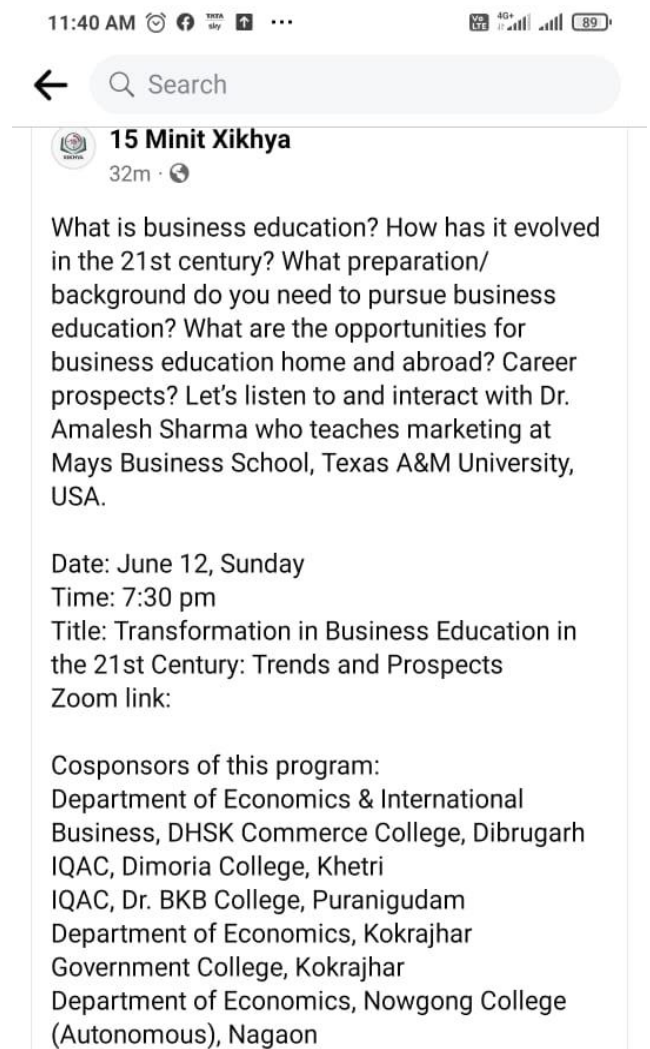 11:40 AM TATA sky ... Vo LTE 4G+ 89
Search
15 Minit Xikhya
XIKHYA
32m ·
What is business education? How has it evolved
in the 21st century? What preparation/
background do you need to pursue business
education? What are the opportunities for
business education home and abroad? Career
prospects? Let's listen to and interact with Dr.
Amalesh Sharma who teaches marketing at
Mays Business School, Texas A&M University,
USA.
Date: June 12, Sunday
Time: 7:30 pm
Title: Transformation in Business Education in
the 21st Century: Trends and Prospects
Zoom link:
Cosponsors of this program:
Department of Economics & International
Business, DHSK Commerce College, Dibrugarh
IQAC, Dimoria College, Khetri
IQAC, Dr. BKB College, Puranigudam
Department of Economics, Kokrajhar
Government College, Kokrajhar
Department of Economics, Nowgong College
(Autonomous), Nagaon